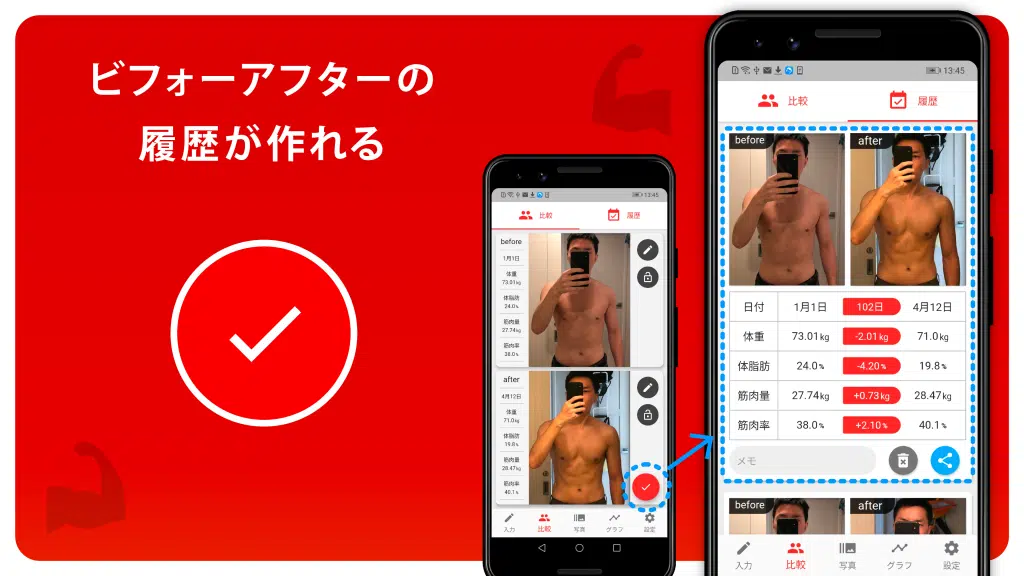 ビフォーアフターの
履歴が作れる
13:45
比較
履歴
before
1月1日
体重
73.01kg
体脂肪
24.0%
筋肉量
27.74kg
筋肉率
38.0%
after
4月12日
体重
71.0kg
体脂肪
19.8%
筋肉量
28.47kg
筋肉率
40.1%
入力
比較
写真
グラフ
設定
13:45
比較
履歴
before after
日付 1月1日 102日 4月12日
体重 73.01kg -2.01kg 71.0kg
体脂肪 24.0% -4.20% 19.8%
筋肉量 27.74kg +0.73kg 28.47kg
筋肉率 38.0% +2.10% 40.1%
メモ
before after
入力 比較 写真 グラフ 設定